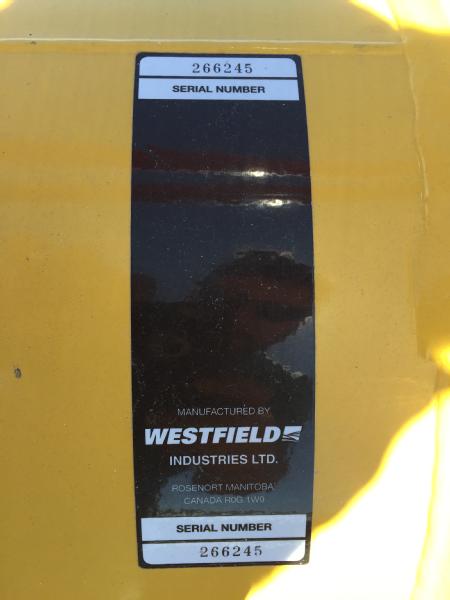 266245
SERIAL NUMBER
MANUFACTURED BY
WESTFIELD
INDUSTRIES LTD.
ROSENORT MANITOBA
CANADA R0G 1W0
SERIAL NUMBER
266245